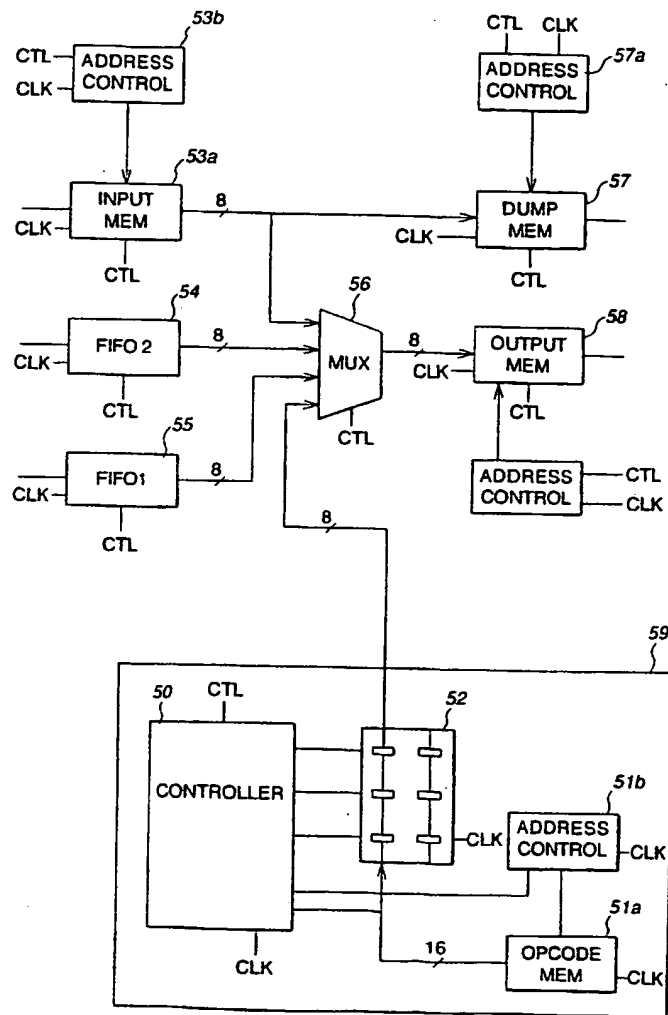 53b
CTL
CLK
ADDRESS
CONTROL
CTL
CLK
57a
ADDRESS
CONTROL
53a
INPUT
MEM
CLK
CTL
8
57
DUMP
MEM
CLK
CTL
54
FIFO 2
CLK
CTL
8
56
MUX
CTL
8
58
OUTPUT
MEM
CLK
CTL
55
FIFO1
CLK
CTL
8
ADDRESS
CONTROL
CTL
CLK
8
59
50
CTL
CONTROLLER
CLK
52
CLK
51b
ADDRESS
CONTROL
CLK
51a
OPCODE
MEM
CLK
16